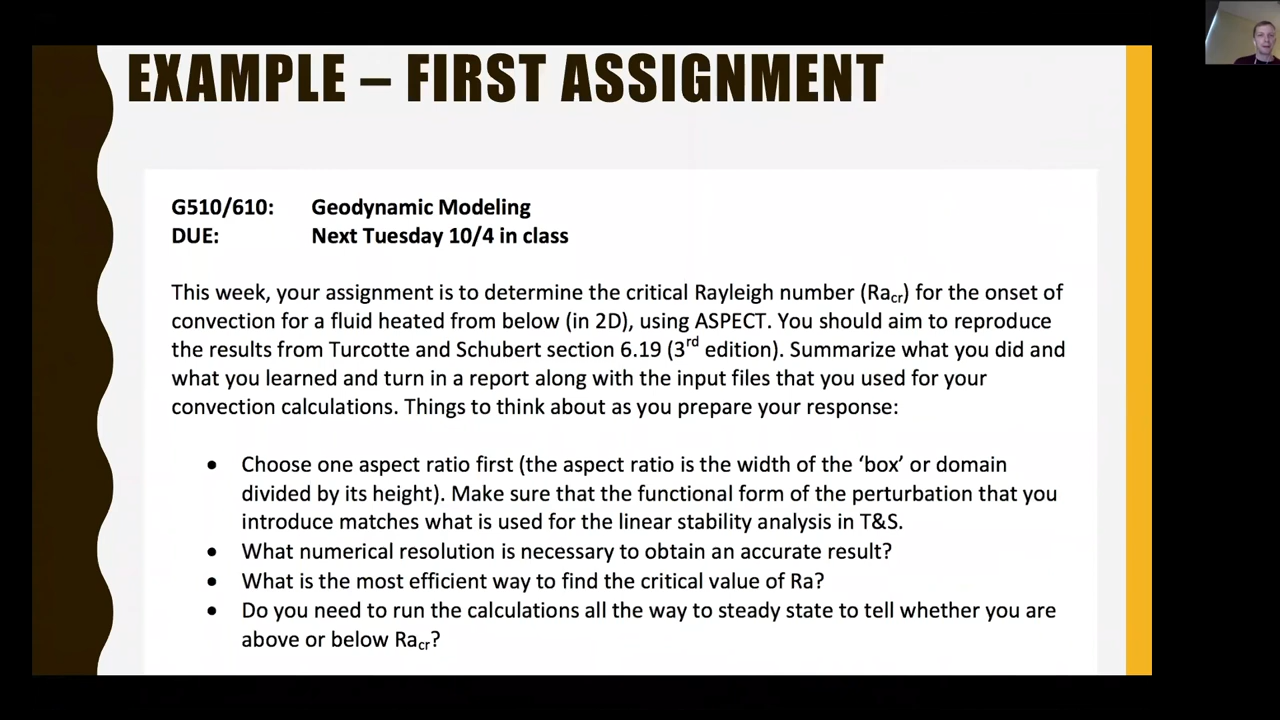 EXAMPLE – FIRST ASSIGNMENT
G510/610: Geodynamic Modeling
DUE: Next Tuesday 10/4 in class
This week, your assignment is to determine the critical Rayleigh number (Racr) for the onset of
convection for a fluid heated from below (in 2D), using ASPECT. You should aim to reproduce
the results from Turcotte and Schubert section 6.19 (3rd edition). Summarize what you did and
what you learned and turn in a report along with the input files that you used for your
convection calculations. Things to think about as you prepare your response:
• Choose one aspect ratio first (the aspect ratio is the width of the ‘box’ or domain
divided by its height). Make sure that the functional form of the perturbation that you
introduce matches what is used for the linear stability analysis in T&S.
• What numerical resolution is necessary to obtain an accurate result?
• What is the most efficient way to find the critical value of Ra?
• Do you need to run the calculations all the way to steady state to tell whether you are
above or below Racr?